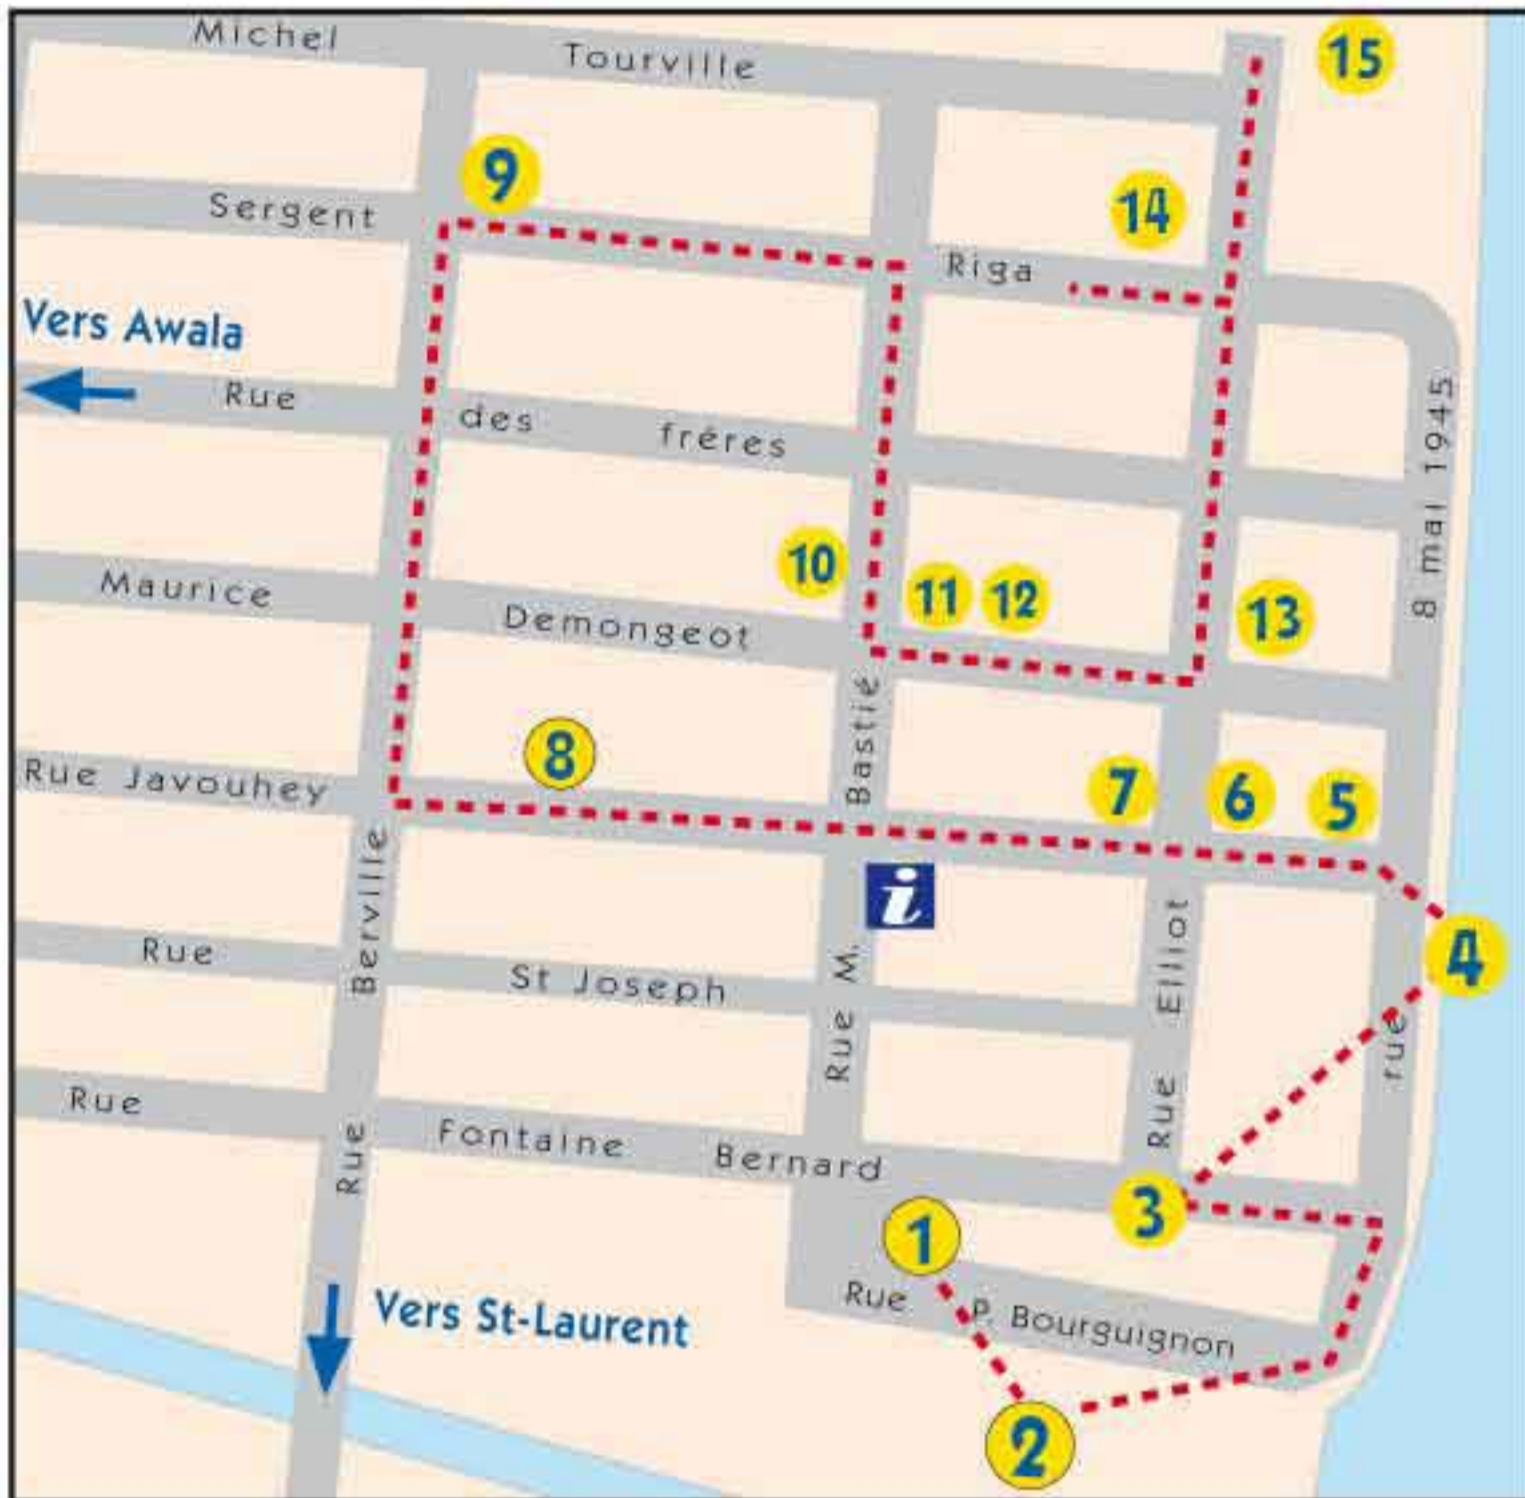 Michel Tourville
15
9
14
Sergent Riga
Vers Awala
Rue des fréres
8 mai 1945
10
11
12
13
Maurice Demongeot
Bastié
8
7
6
5
Rue Javouhey
i
Berville
Elliot
4
Rue St Joseph
Rue M.
rue
Rue
Rue
Rue Fontaine Bernard
3
1
Rue P. Bourguignon
Vers St-Laurent
2